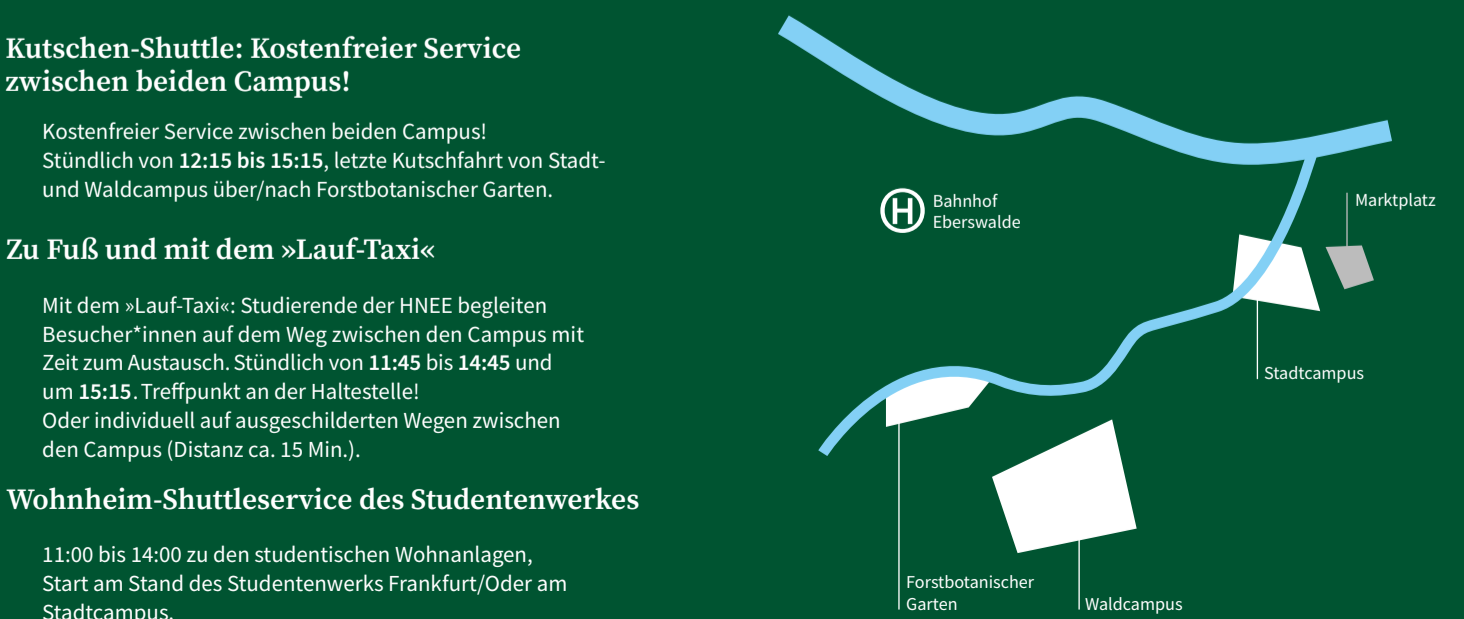 Kutschen-Shuttle: Kostenfreier Service
zwischen beiden Campus!
Kostenfreier Service zwischen beiden Campus!
Stündlich von 12:15 bis 15:15, letzte Kutschfahrt von Stadt-
und Waldcampus über/nach Forstbotanischer Garten.
Zu Fuß und mit dem »Lauf-Taxi«
Mit dem »Lauf-Taxi«: Studierende der HNEE begleiten
Besucher*innen auf dem Weg zwischen den Campus mit
Zeit zum Austausch. Stündlich von 11:45 bis 14:45 und
um 15:15. Treffpunkt an der Haltestelle!
Oder individuell auf ausgeschilderten Wegen zwischen
den Campus (Distanz ca. 15 Min.).
Wohnheim-Shuttleservice des Studentenwerkes
11:00 bis 14:00 zu den studentischen Wohnanlagen,
Start am Stand des Studentenwerks Frankfurt/Oder am
Stadtcampus.
H
Bahnhof
Eberswalde
Marktplatz
Stadtcampus
Forstbotanischer
Garten
Waldcampus